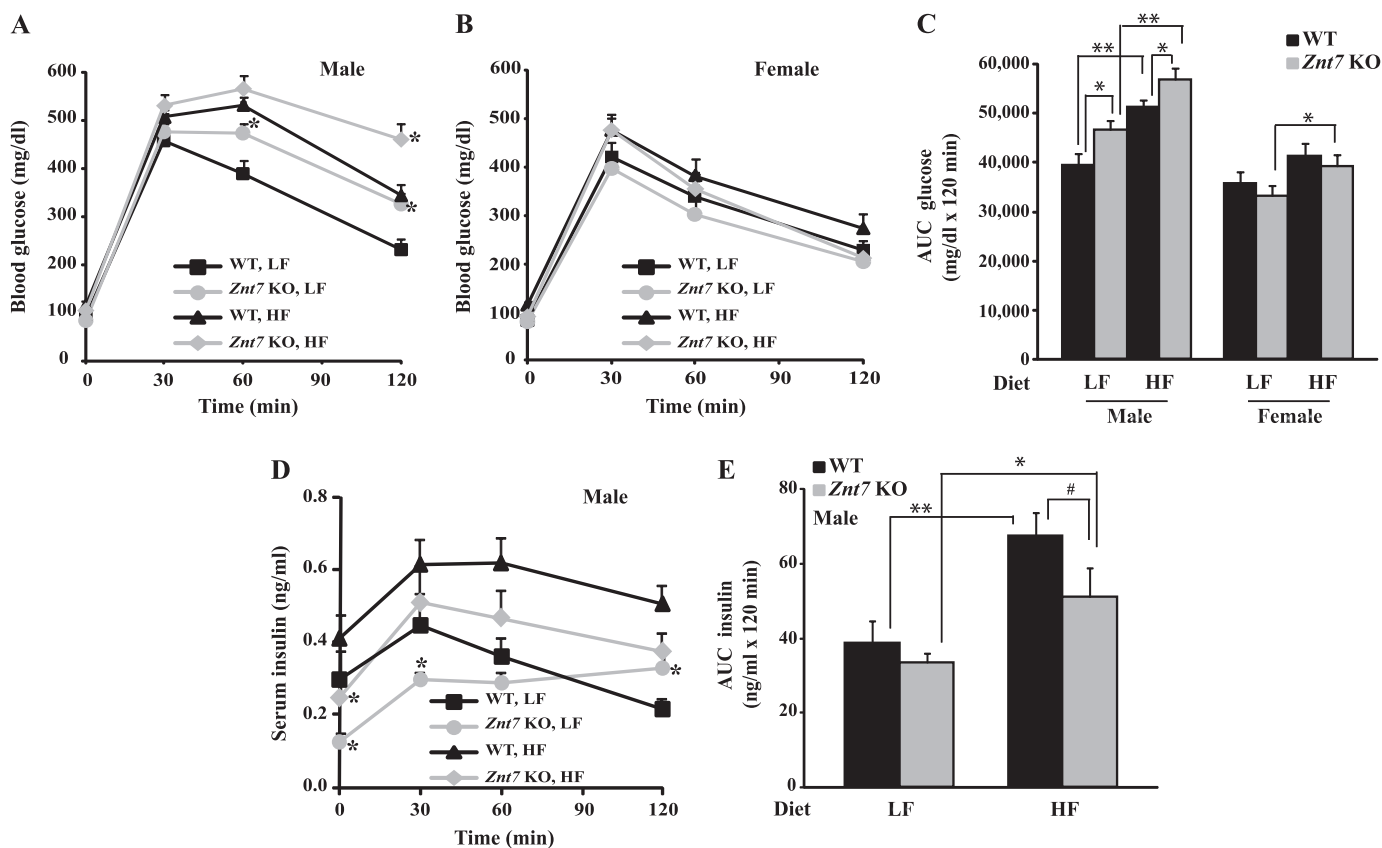 A
Male
Blood glucose (mg/dl)
600
500
400
300
200
100
0
WT, LF
Znt7 KO, LF
WT, HF
Znt7 KO, HF
*
*
*
0 30 60 90 120
Time (min)
B
Female
Blood glucose (mg/dl)
600
500
400
300
200
100
0
WT, LF
Znt7 KO, LF
WT, HF
Znt7 KO, HF
0 30 60 90 120
Time (min)
C
WT
Znt7 KO
AUC glucose
(mg/dl x 120 min)
60,000
50,000
40,000
30,000
20,000
10,000
0
**
**
*
*
*
Diet LF HF LF HF
Male Female
D
Male
Serum insulin (ng/ml)
0.8
0.6
0.4
0.2
0.0
*
*
*
*
WT, LF
Znt7 KO, LF
WT, HF
Znt7 KO, HF
0 30 60 90 120
Time (min)
E
WT
Znt7 KO
Male
AUC insulin
(ng/ml x 120 min)
80
60
40
20
0
*
#
**
Diet LF HF